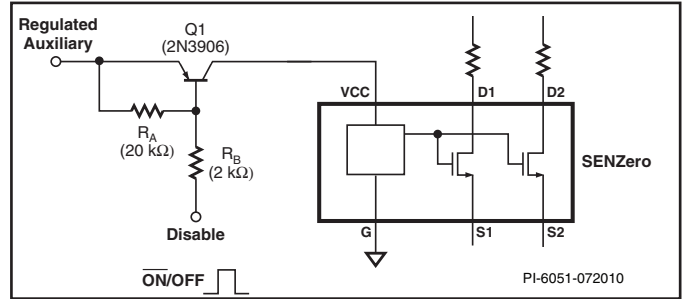 Regulated
Auxiliary
Q1
(2N3906)
VCC
D1
D2
RA
(20 kΩ)
RB
(2 kΩ)
SENZero
Disable
G
S1
S2
ON/OFF
PI-6051-072010